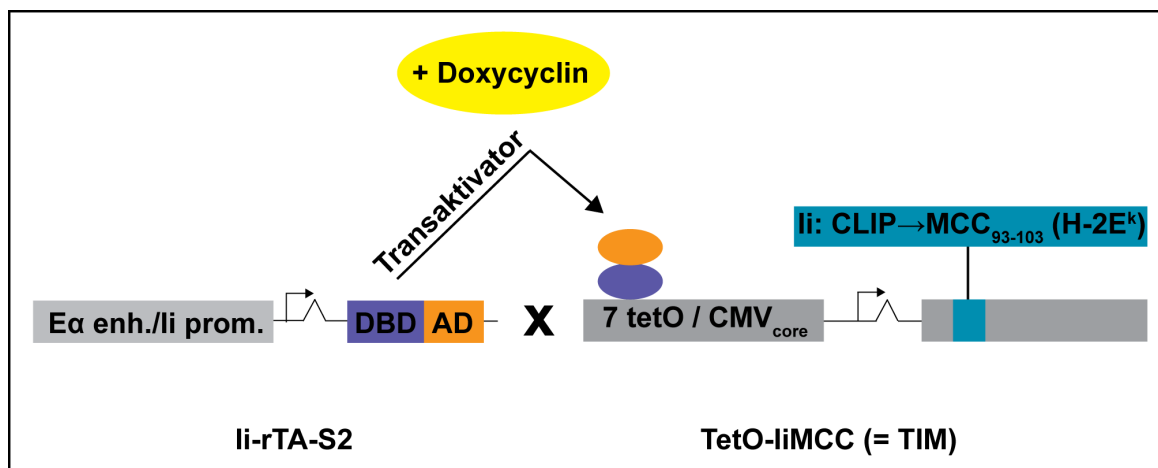 + Doxycyclin
Transaktivator
Ii: CLIP→MCC₉₃₋₁₀₃ (H-2Eᵏ)
Eα enh./Ii prom.
DBD
AD
X
7 tetO / CMVcore
Ii-rTA-S2
TetO-IiMCC (= TIM)